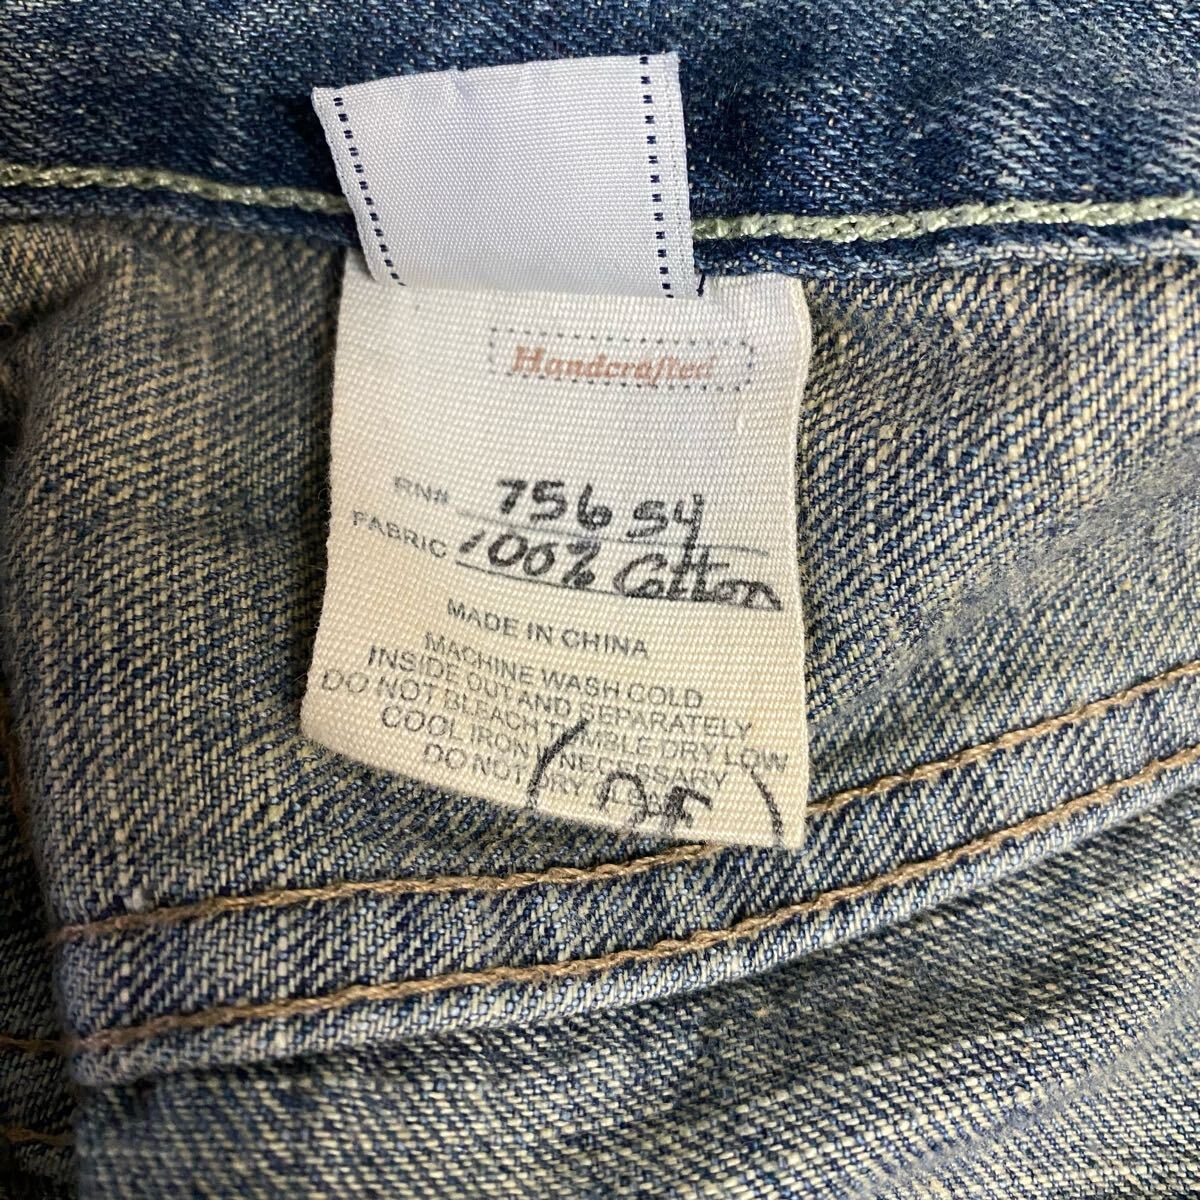 Handcrafted
RN# 75654
FABRIC 100% Cotton
MADE IN CHINA
MACHINE WASH COLD
INSIDE OUT AND SEPARATELY
DO NOT BLEACH TUMBLE DRY LOW
COOL IRON IF NECESSARY
DO NOT DRY CLEAN